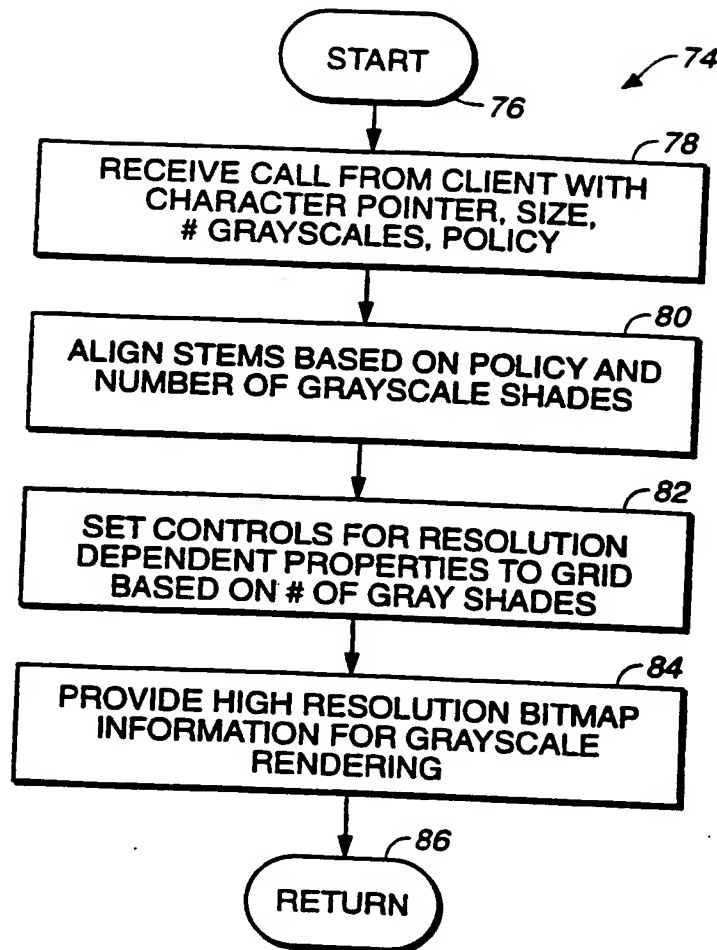 START
74
76
78
RECEIVE CALL FROM CLIENT WITH
CHARACTER POINTER, SIZE,
# GRAYSCALES, POLICY
80
ALIGN STEMS BASED ON POLICY AND
NUMBER OF GRAYSCALE SHADES
82
SET CONTROLS FOR RESOLUTION
DEPENDENT PROPERTIES TO GRID
BASED ON # OF GRAY SHADES
84
PROVIDE HIGH RESOLUTION BITMAP
INFORMATION FOR GRAYSCALE
RENDERING
86
RETURN